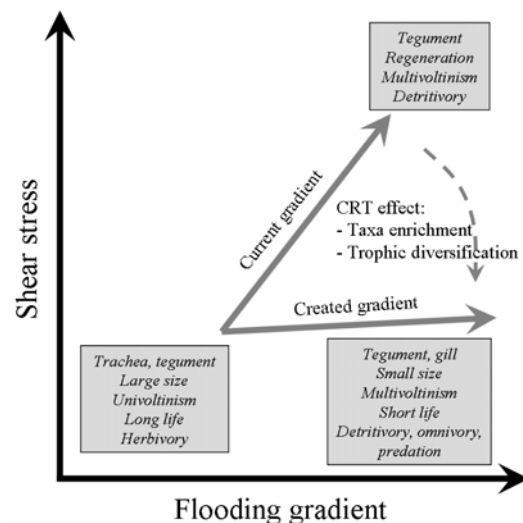 Tegument
Regeneration
Multivoltinism
Detritivory
CRT effect:
- Taxa enrichment
- Trophic diversification
Current gradient
Created gradient
Shear stress
Trachea, tegument
Large size
Univoltinism
Long life
Herbivory
Tegument, gill
Small size
Multivoltinism
Short life
Detritivory, omnivory,
predation
Flooding gradient